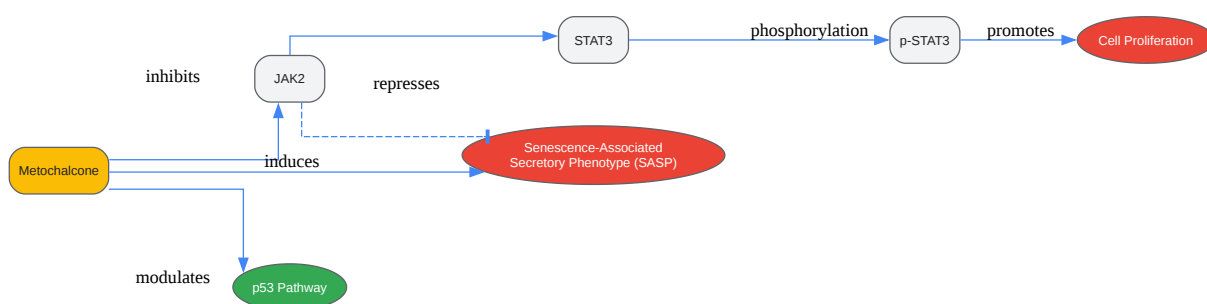 phosphorylation
promotes
STAT3
p-STAT3
Cell Proliferation
inhibits
JAK2
represses
Senescence-Associated
Secretory Phenotype (SASP)
induces
Metochalcone
modulates
p53 Pathway